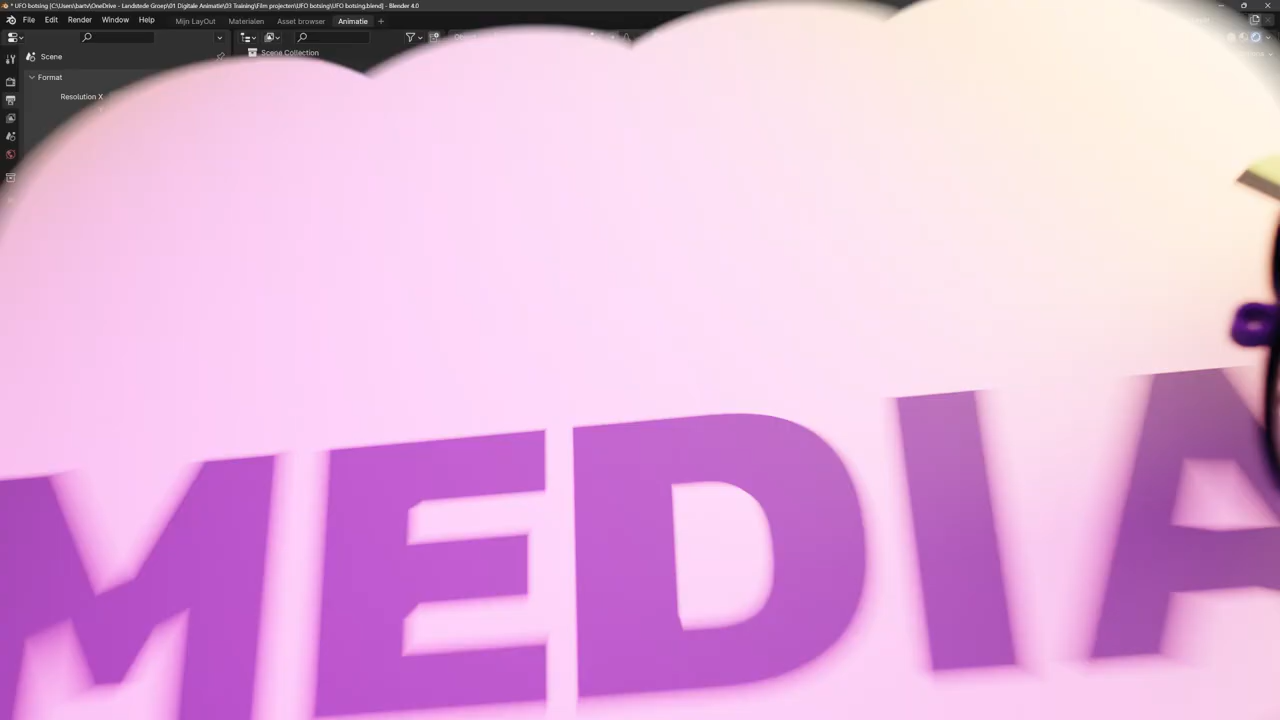 * UFO botsing [C:\Users\bartv\OneDrive - Landstede Groep\01 Digitale Animatie\03 Training\Film projecten\UFO botsing\UFO botsing.blend] - Blender 4.0
File Edit Render Window Help Mijn LayOut Materialen Asset browser Animatie +
Scene
Scene Collection
Format
Resolution X
MEDIA